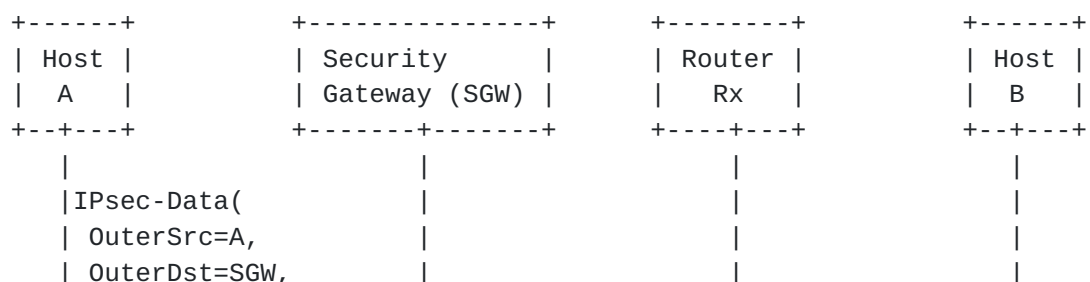 +------+          +---------------+      +--------+          +------+
| Host |          | Security      |      | Router |          | Host |
|  A   |          | Gateway (SGW) |      |   Rx   |          |  B   |
+--+---+          +-------+-------+      +----+---+          +--+---+
   |                      |                   |                 |
   |IPsec-Data(           |                   |                 |
   | OuterSrc=A,          |                   |                 |
   | OuterDst=SGW,        |                   |                 |